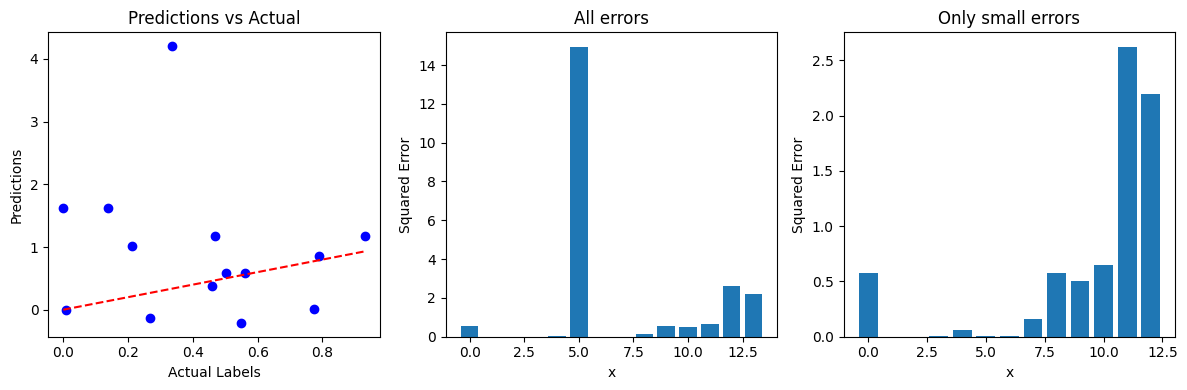 Predictions vs Actual
4
3
2
1
0
Predictions
0.0 0.2 0.4 0.6 0.8
Actual Labels
All errors
14
12
10
8
6
4
2
0
Squared Error
0.0 2.5 5.0 7.5 10.0 12.5
x
Only small errors
2.5
2.0
1.5
1.0
0.5
0.0
Squared Error
0.0 2.5 5.0 7.5 10.0 12.5
x